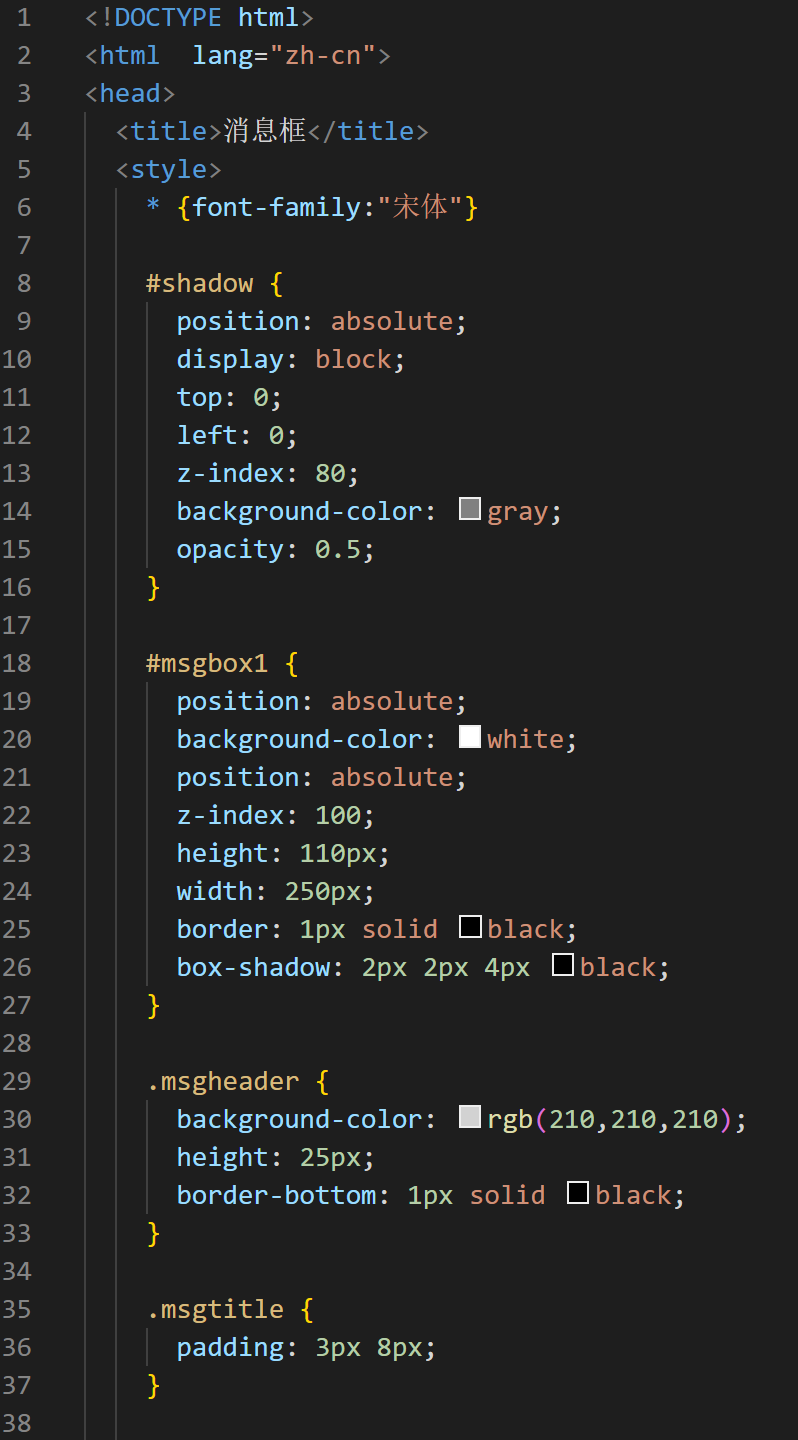 1 <!DOCTYPE html>
2 <html  lang="zh-cn">
3 <head>
4   <title>消息框</title>
5   <style>
6     * {font-family:"宋体"}
7
8     #shadow {
9       position: absolute;
10       display: block;
11       top: 0;
12       left: 0;
13       z-index: 80;
14       background-color: gray;
15       opacity: 0.5;
16     }
17
18     #msgbox1 {
19       position: absolute;
20       background-color: white;
21       position: absolute;
22       z-index: 100;
23       height: 110px;
24       width: 250px;
25       border: 1px solid black;
26       box-shadow: 2px 2px 4px black;
27     }
28
29     .msgheader {
30       background-color: rgb(210,210,210);
31       height: 25px;
32       border-bottom: 1px solid black;
33     }
34
35     .msgtitle {
36       padding: 3px 8px;
37     }
38